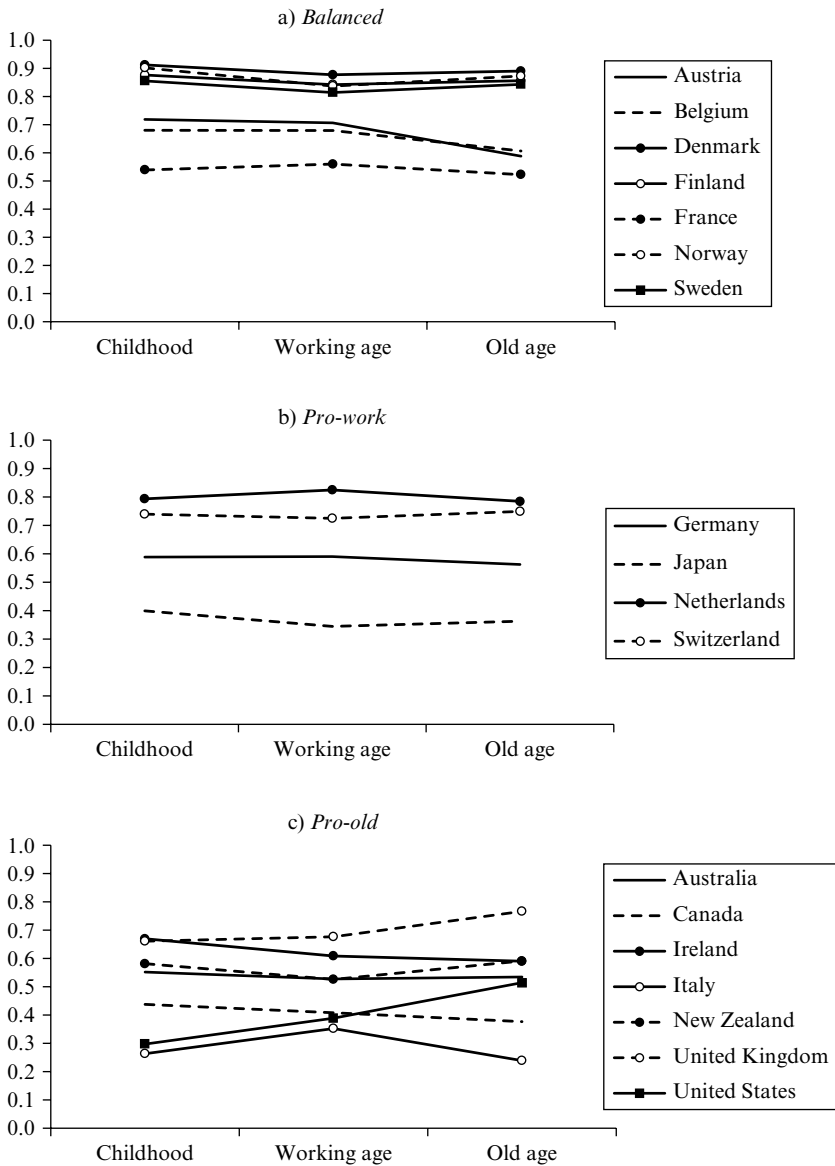 a) Balanced
1.0
0.9
0.8
0.7
0.6
0.5
0.4
0.3
0.2
0.1
0.0
Childhood Working age Old age
Austria
Belgium
Denmark
Finland
France
Norway
Sweden
b) Pro-work
1.0
0.9
0.8
0.7
0.6
0.5
0.4
0.3
0.2
0.1
0.0
Childhood Working age Old age
Germany
Japan
Netherlands
Switzerland
c) Pro-old
1.0
0.9
0.8
0.7
0.6
0.5
0.4
0.3
0.2
0.1
0.0
Childhood Working age Old age
Australia
Canada
Ireland
Italy
New Zealand
United Kingdom
United States